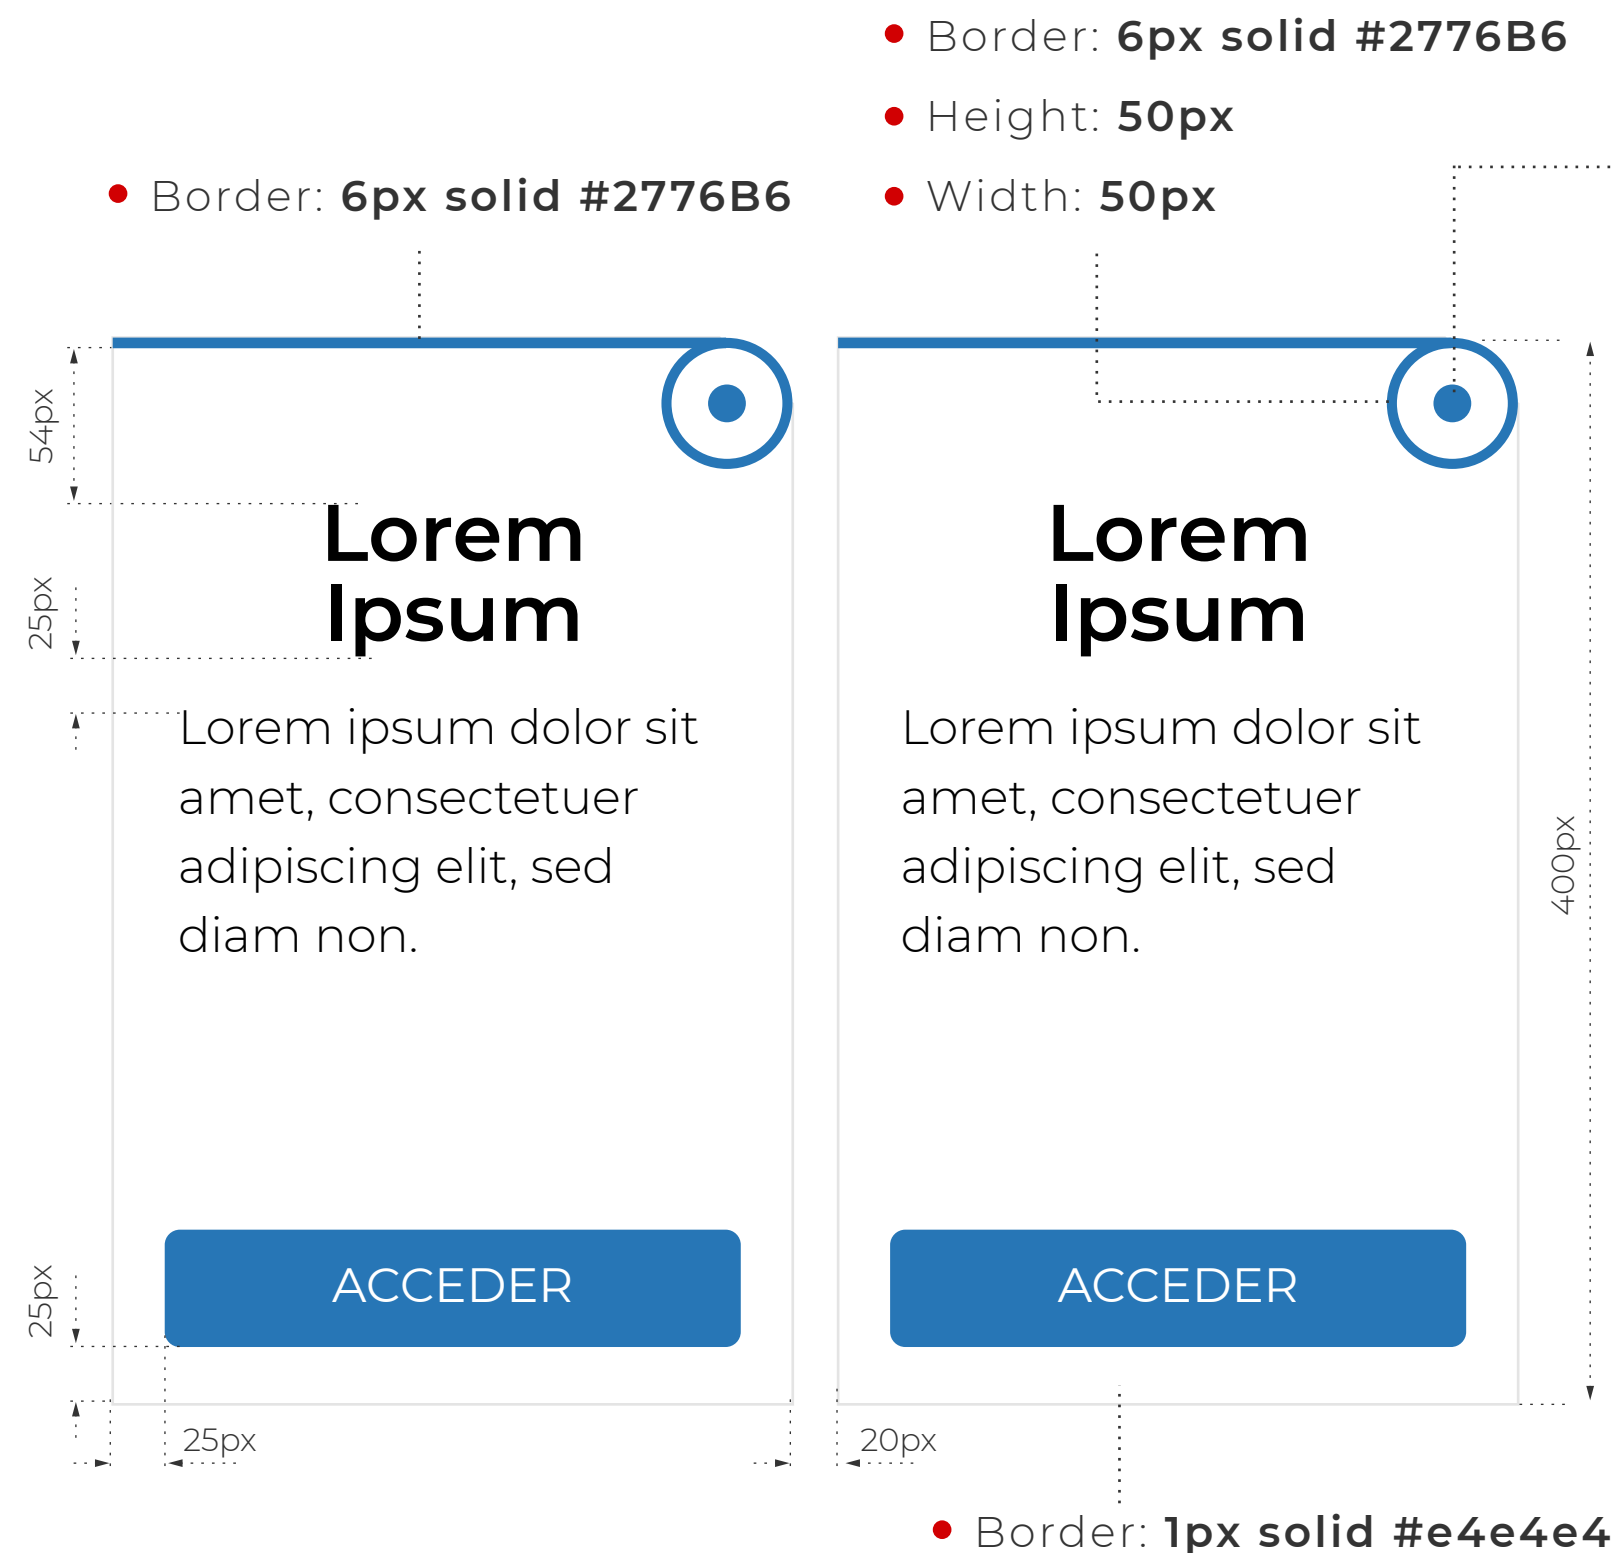 Border: 6px solid #2776B6
Height: 50px
Width: 50px
Border: 6px solid #2776B6
54px
25px
Lorem
Ipsum
Lorem ipsum dolor sit
amet, consectetuer
adipiscing elit, sed
diam non.
ACCEDER
25px
25px
Lorem
Ipsum
Lorem ipsum dolor sit
amet, consectetuer
adipiscing elit, sed
diam non.
ACCEDER
400px
20px
Border: 1px solid #e4e4e4